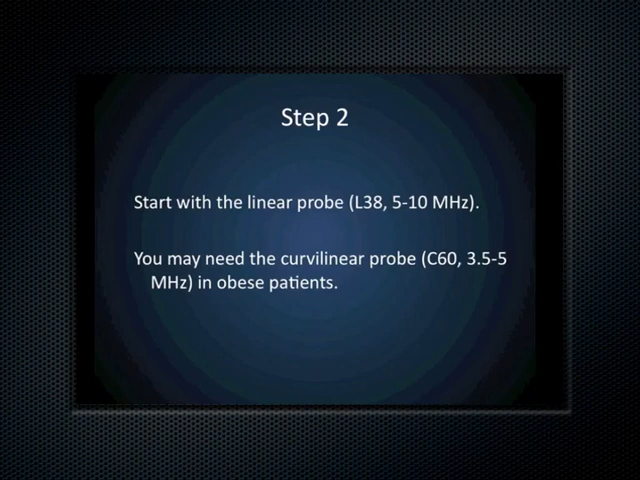 Step 2
Start with the linear probe (L38, 5-10 MHz).
You may need the curvilinear probe (C60, 3.5-5
MHz) in obese patients.